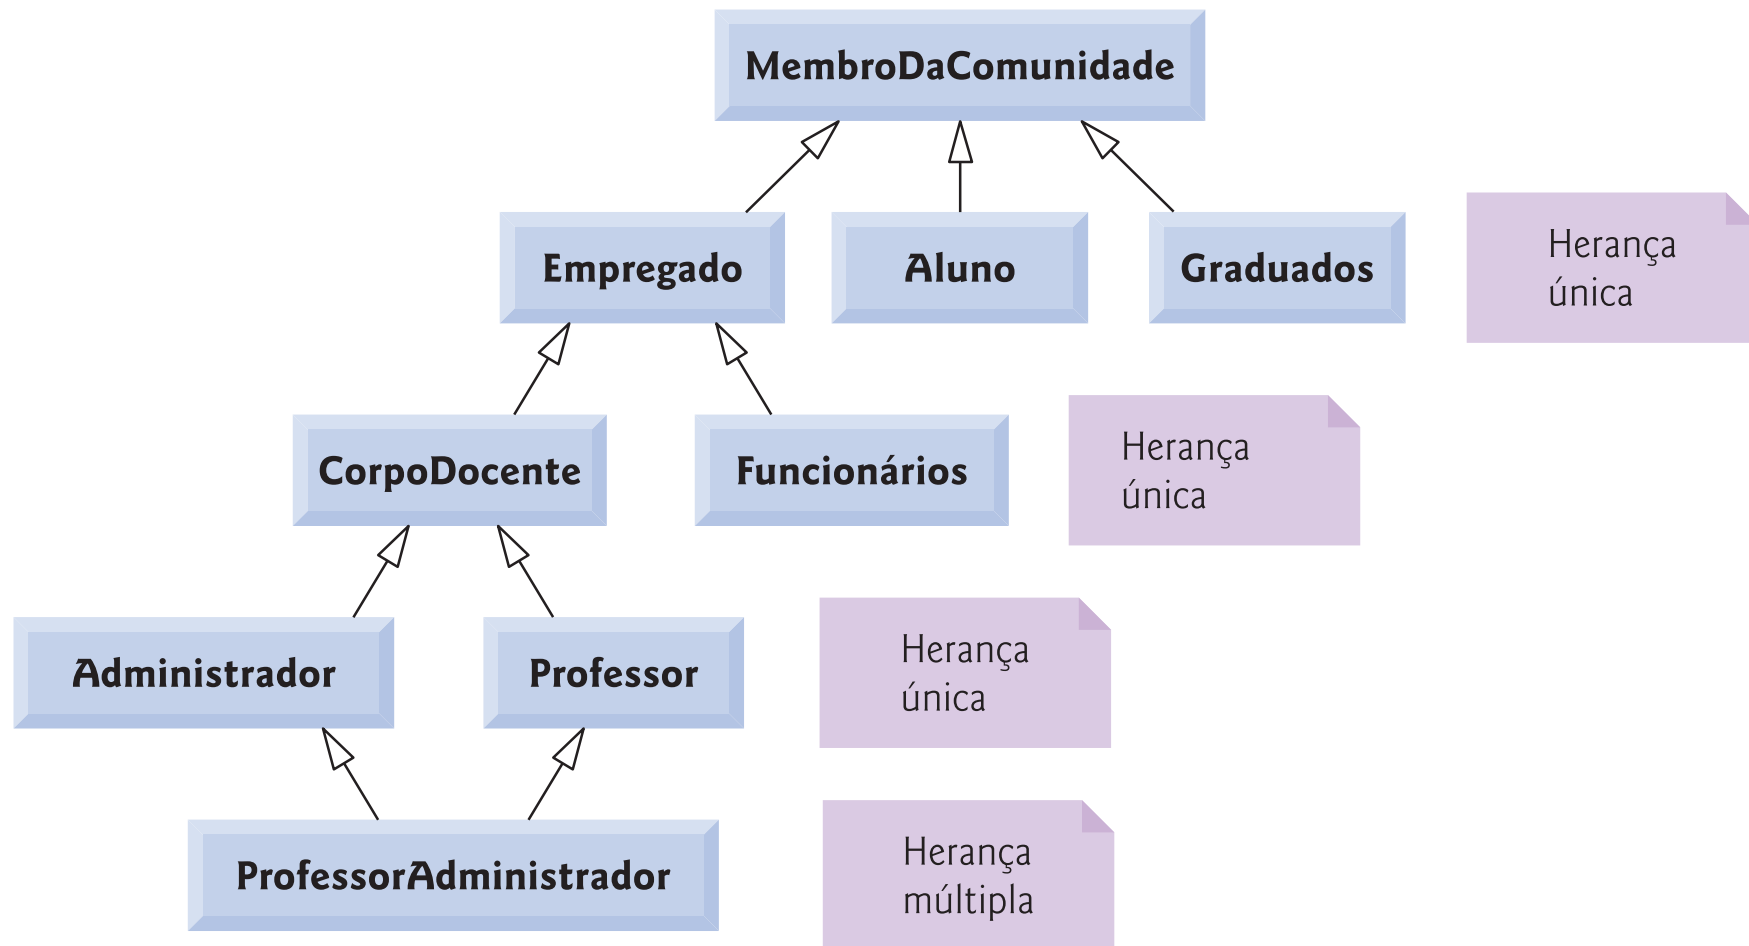 MembroDaComunidade
Empregado
Aluno
Graduados
Herança
única
CorpoDocente
Funcionários
Herança
única
Administrador
Professor
Herança
única
ProfessorAdministrador
Herança
múltipla